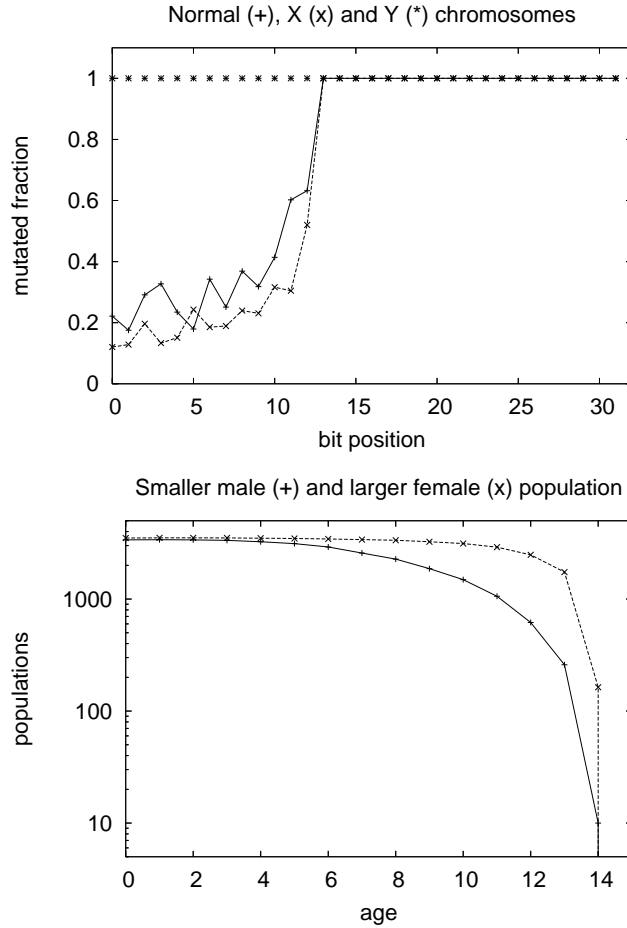 Normal (+), X (x) and Y (*) chromosomes
1
0.8
0.6
0.4
0.2
0
mutated fraction
0 5 10 15 20 25 30
bit position
Smaller male (+) and larger female (x) population
1000
100
10
populations
0 2 4 6 8 10 12 14
age